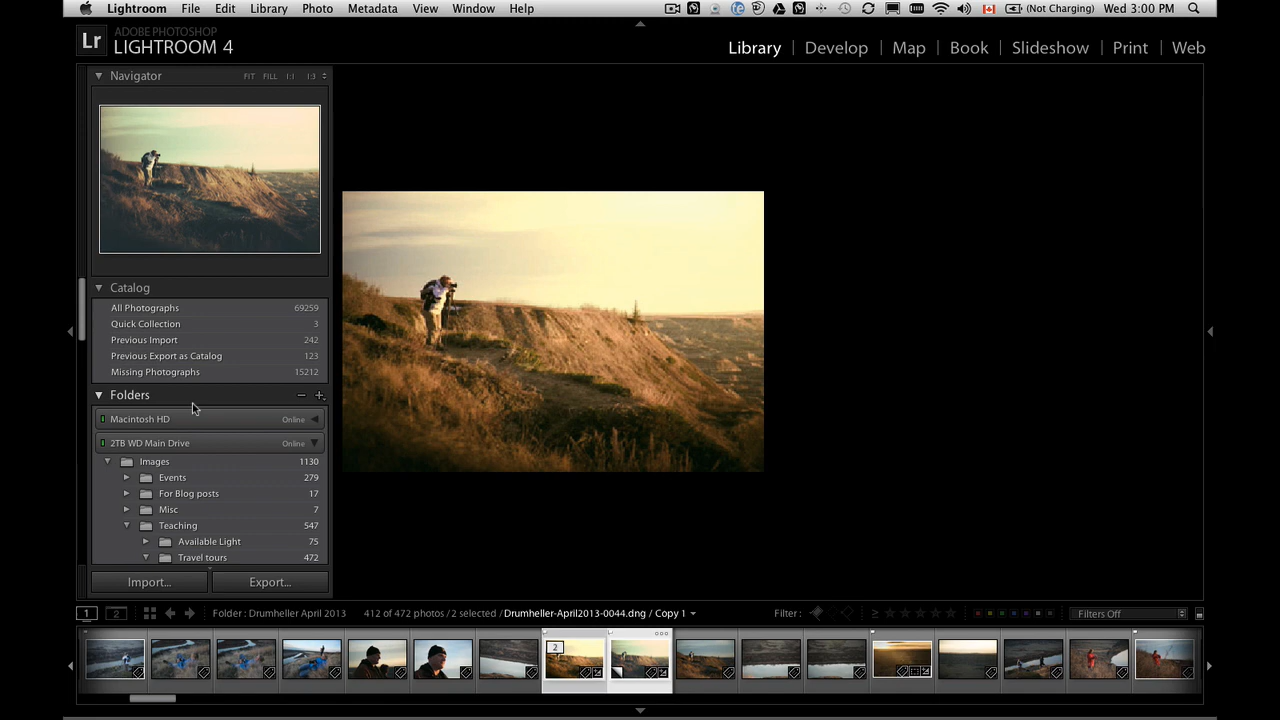 Lightroom File Edit Library Photo Metadata View Window Help (Not Charging) Wed 3:00 PM
Lr ADOBE PHOTOSHOP
LIGHTROOM 4
Library | Develop | Map | Book | Slideshow | Print | Web
Navigator FIT FILL 1:1 1:3
Catalog
All Photographs 69259
Quick Collection 3
Previous Import 242
Previous Export as Catalog 123
Missing Photographs 15212
Folders
Macintosh HD Online
2TB WD Main Drive Online
Images 1130
Events 279
For Blog posts 17
Misc 7
Teaching 547
Available Light 75
Travel tours 472
Import... Export...
1 2 Folder : Drumheller April 2013 412 of 472 photos /2 selected /Drumheller-April2013-0044.dng / Copy 1 Filter : Filters Off
2